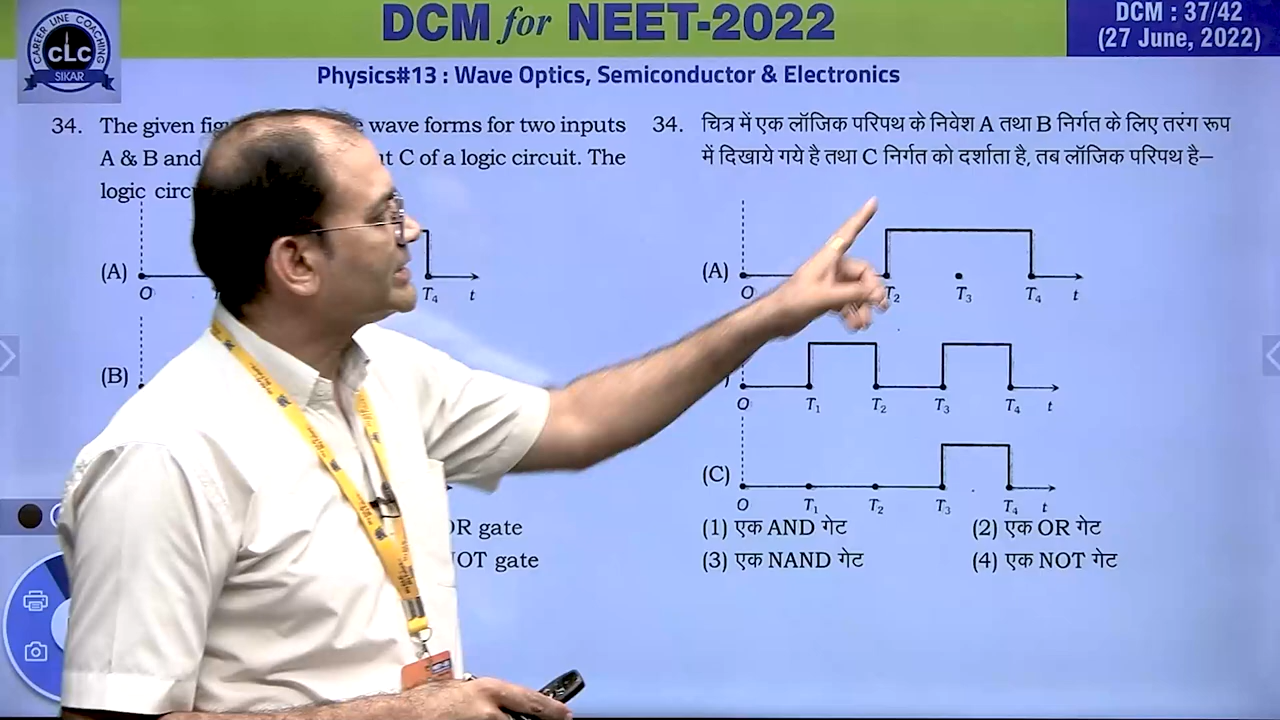 DCM for NEET-2022
DCM : 37/42
(27 June, 2022)
CAREER LINE COACHING
CLC
SIKAR
Physics#13 : Wave Optics, Semiconductor & Electronics
34. The given wave forms for two inputs
A & B and C of a logic circuit. The
logic
(A)
O T4 t
(B)
OR gate
NOT gate
34. चित्र में एक लॉजिक परिपथ के निवेश A तथा B निर्गत के लिए तरंग रूप
में दिखाये गये है तथा C निर्गत को दर्शाता है, तब लॉजिक परिपथ है–
(A)
O T2 T3 T4 t
O T1 T2 T3 T4 t
(C)
O T1 T2 T3 T4 t
(1) एक AND गेट (2) एक OR गेट
(3) एक NAND गेट (4) एक NOT गेट